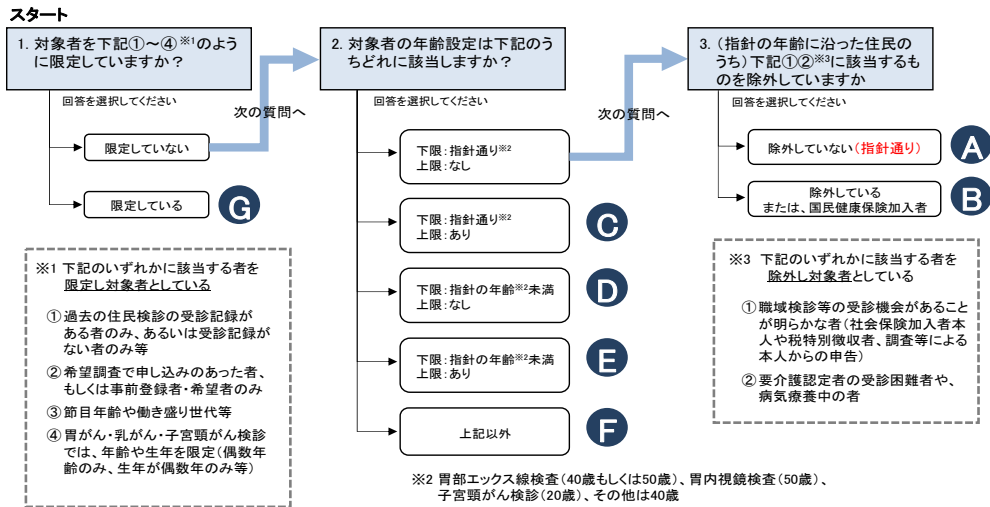 スタート
1. 対象者を下記①～④※1のよう
に限定していますか？
回答を選択してください
次の質問へ
限定していない
限定している
G
※1 下記のいずれかに該当する者を
限定し対象者としている
①過去の住民検診の受診記録が
ある者のみ、あるいは受診記録が
ない者のみ等
②希望調査で申し込みのあった者、
もしくは事前登録者・希望者のみ
③節目年齢や働き盛り世代等
④胃がん・乳がん・子宮頸がん検診
では、年齢や生年を限定(偶数年
齢のみ、生年が偶数年のみ等)
2. 対象者の年齢設定は下記のう
ちどれに該当しますか？
回答を選択してください
次の質問へ
下限：指針通り※2
上限：なし
下限：指針通り※2
上限：あり
C
下限：指針の年齢※2未満
上限：なし
D
下限：指針の年齢※2未満
上限：あり
E
上記以外
F
※2 胃部エックス線検査(40歳もしくは50歳)、胃内視鏡検査(50歳)、
子宮頸がん検診(20歳)、その他は40歳
3. (指針の年齢に沿った住民の
うち)下記①②※3に該当するも
のを除外していますか
回答を選択してください
除外していない(指針通り)
A
除外している
または、国民健康保険加入者
B
※3 下記のいずれかに該当する者を
除外し対象者としている
①職域検診等の受診機会があること
が明らかな者(社会保険加入者本
人や税特別徴収者、調査等による
本人からの申告)
②要介護認定者の受診困難者や、
病気療養中の者